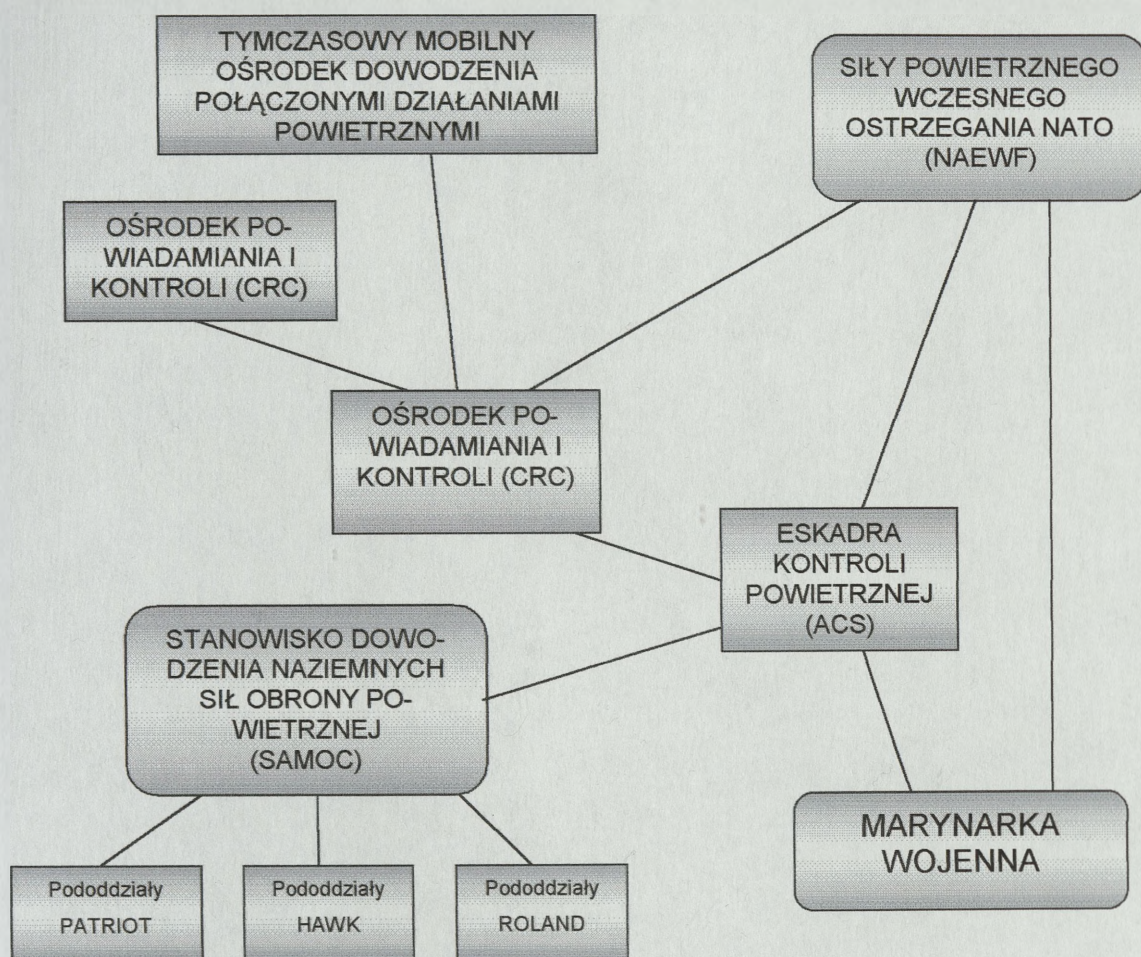 TYMCZASOWY MOBILNY
OŚRODEK DOWODZENIA
POŁĄCZONYMI DZIAŁANIAMI
POWIETRZNYMI
SIŁY POWIETRZNEGO
WCZESNEGO
OSTRZEGANIA NATO
(NAEWF)
OŚRODEK PO-
WIADAMIANIA I
KONTROLI (CRC)
OŚRODEK PO-
WIADAMIANIA I
KONTROLI (CRC)
ESKADRA
KONTROLI
POWIETRZNEJ
(ACS)
STANOWISKO DOWO-
DZENIA NAZIEMNYCH
SIŁ OBRONY PO-
WIETRZNEJ
(SAMOC)
MARYNARKA
WOJENNA
Pododdziały
PATRIOT
Pododdziały
HAWK
Pododdziały
ROLAND